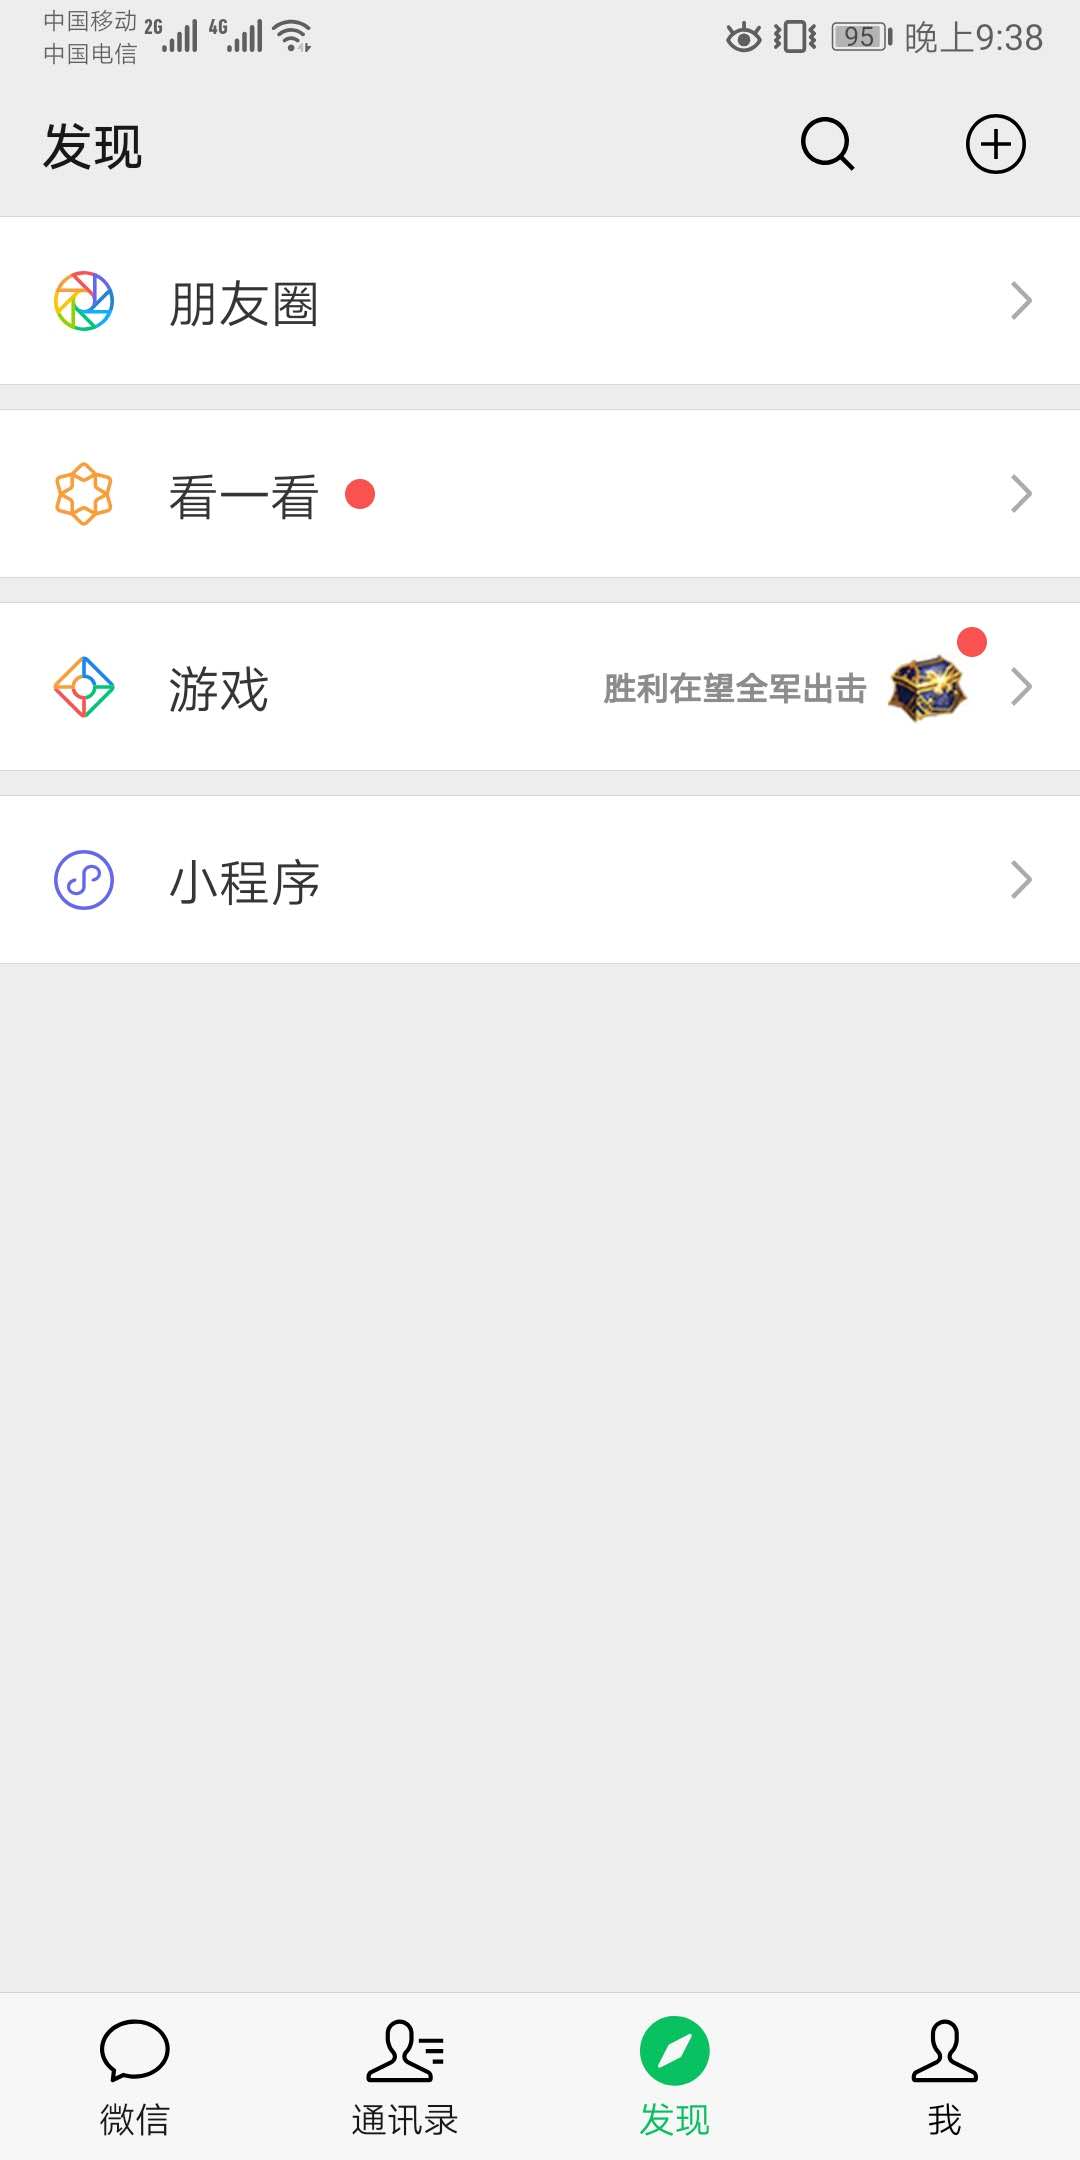 中国移动 2G 4G
中国电信
95 晚上9:38
发现
朋友圈
看一看
游戏 胜利在望全军出击
小程序
微信 通讯录 发现 我